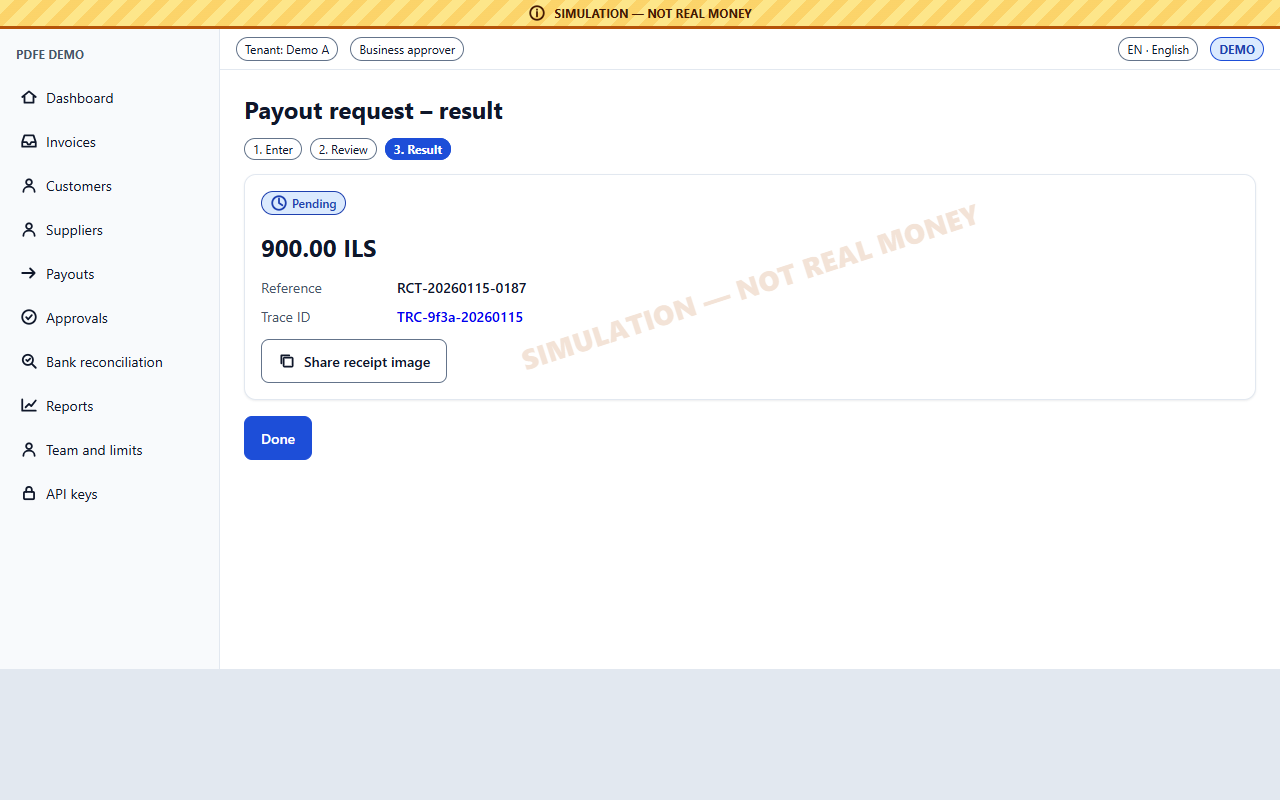 SIMULATION — NOT REAL MONEY
PDFE DEMO
Tenant: Demo A
Business approver
EN · English
DEMO
Dashboard
Invoices
Customers
Suppliers
Payouts
Approvals
Bank reconciliation
Reports
Team and limits
API keys
Payout request – result
1. Enter
2. Review
3. Result
Pending
900.00 ILS
Reference RCT-20260115-0187
Trace ID TRC-9f3a-20260115
Share receipt image
SIMULATION — NOT REAL MONEY
Done